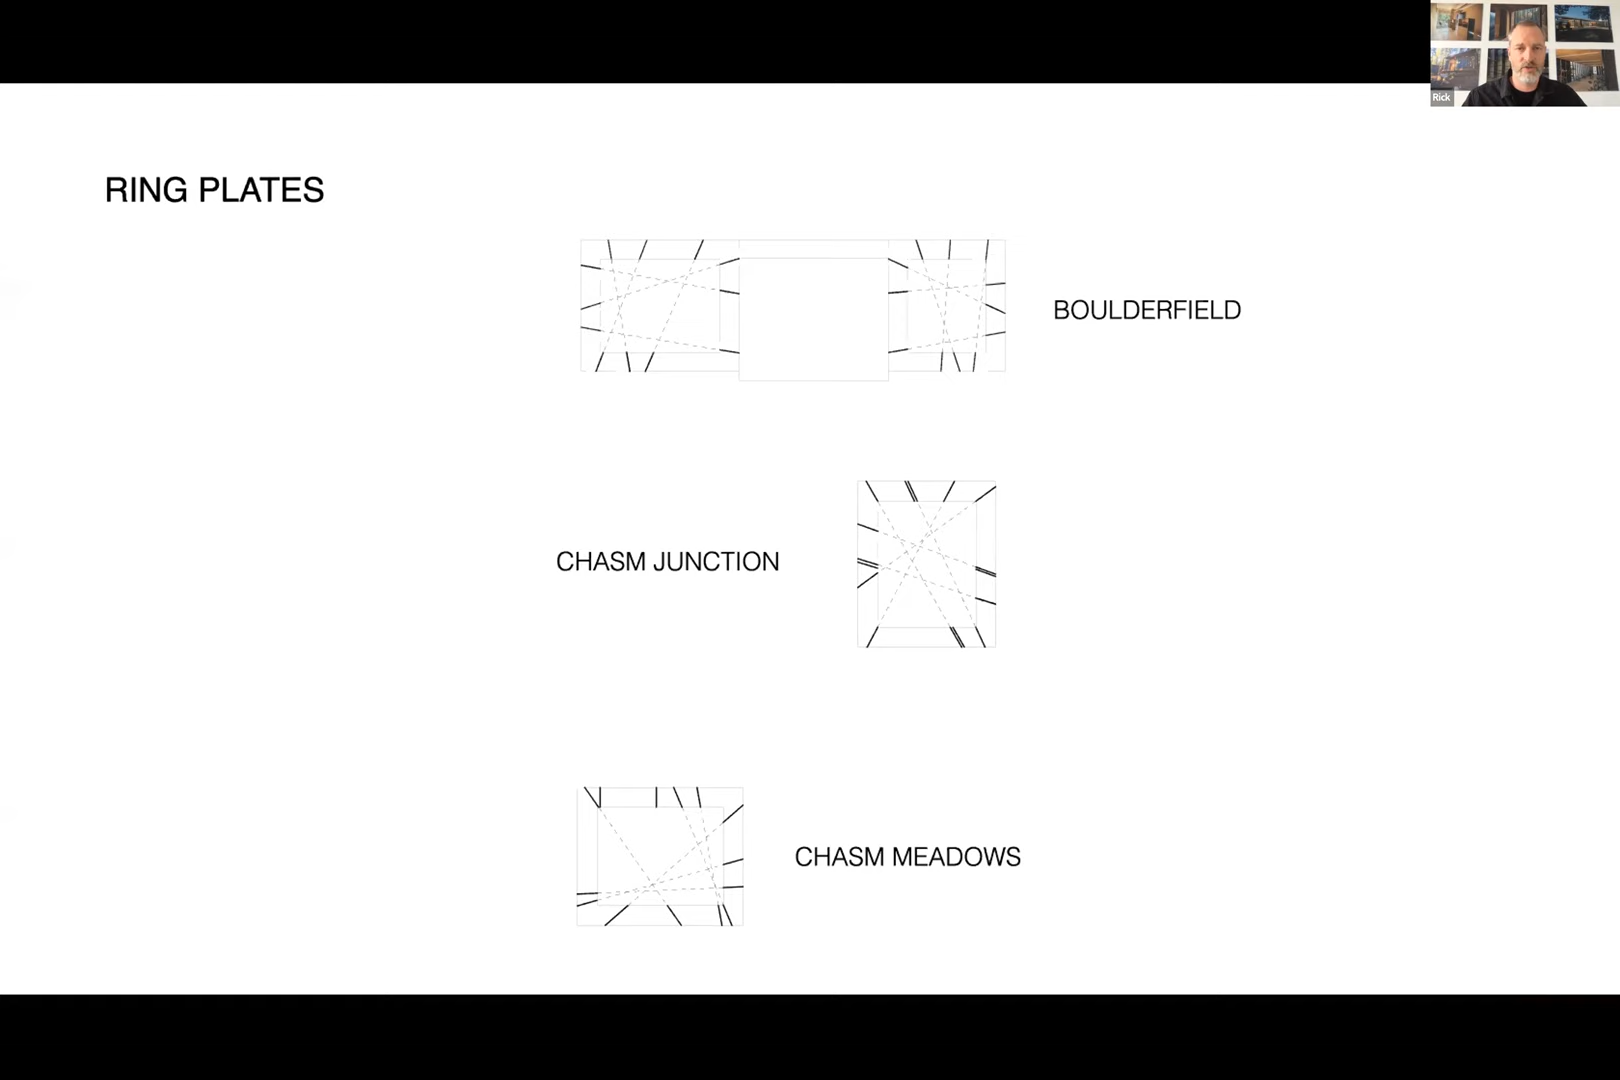 Rick
RING PLATES
BOULDERFIELD
CHASM JUNCTION
CHASM MEADOWS